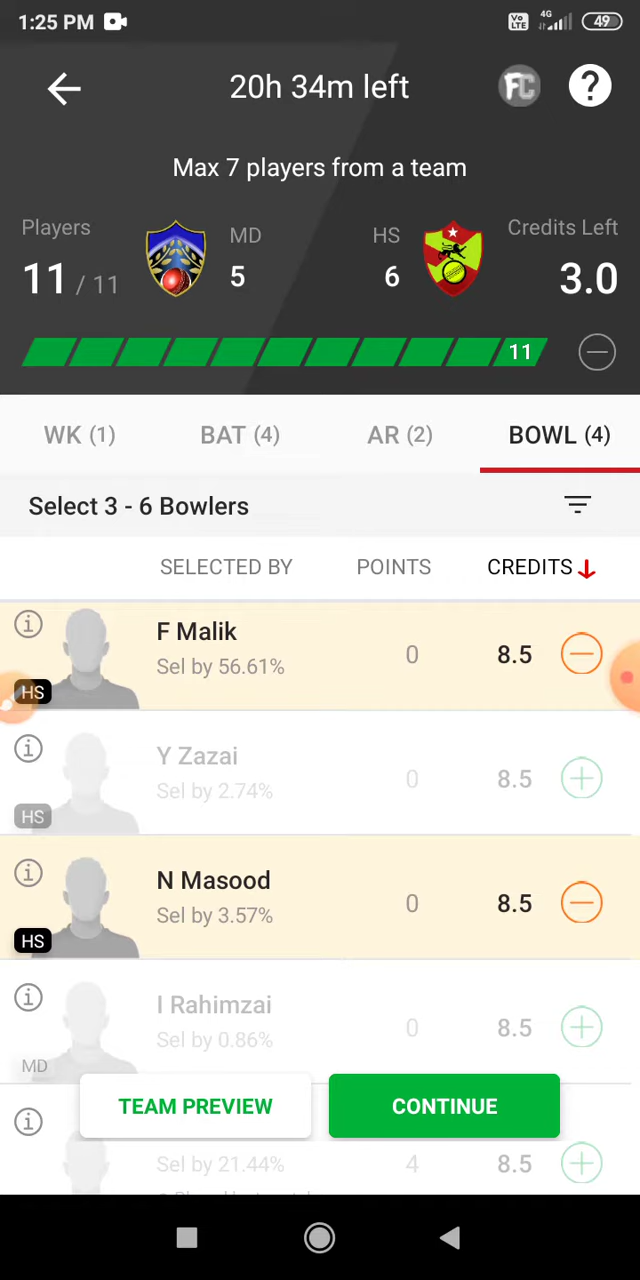 1:25 PM
Vo LTE 4G 49
20h 34m left
FC ?
Max 7 players from a team
Players MD HS Credits Left
11 / 11 5 6 3.0
11
WK (1) BAT (4) AR (2) BOWL (4)
Select 3 - 6 Bowlers
SELECTED BY POINTS CREDITS
F Malik
Sel by 56.61% 0 8.5
HS
Y Zazai
Sel by 2.74% 0 8.5
HS
N Masood
Sel by 3.57% 0 8.5
HS
I Rahimzai
Sel by 0.86% 0 8.5
MD
TEAM PREVIEW CONTINUE
Sel by 21.44% 4 8.5